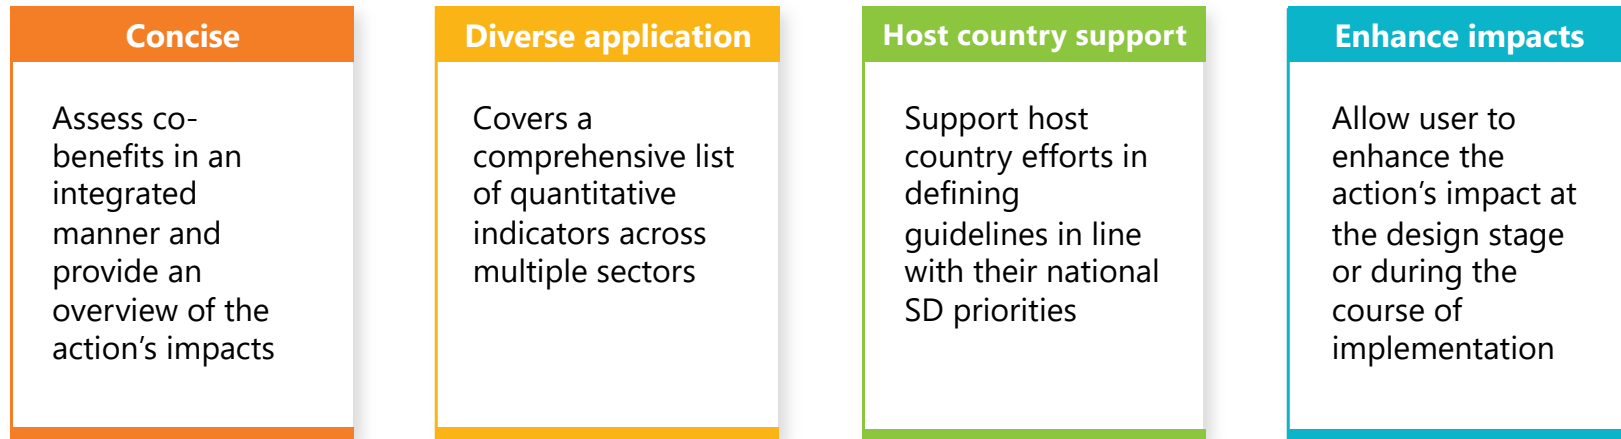 Concise
Assess co-
benefits in an
integrated
manner and
provide an
overview of the
action’s impacts
Diverse application
Covers a
comprehensive list
of quantitative
indicators across
multiple sectors
Host country support
Support host
country efforts in
defining
guidelines in line
with their national
SD priorities
Enhance impacts
Allow user to
enhance the
action’s impact at
the design stage
or during the
course of
implementation